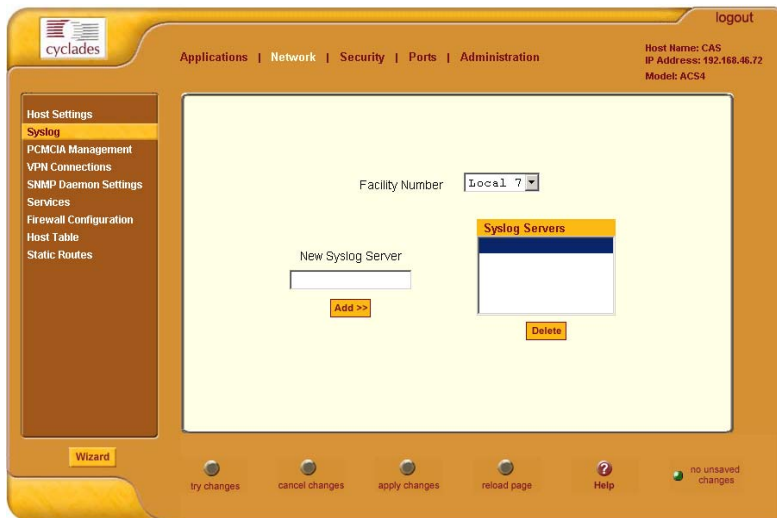 logout
cyclades
Applications | Network | Security | Ports | Administration
Host Name: CAS
IP Address: 192.168.46.72
Model: ACS4
Host Settings
Syslog
PCMCIA Management
VPN Connections
SNMP Daemon Settings
Services
Firewall Configuration
Host Table
Static Routes
Facility Number
Local 7
New Syslog Server
Add >>
Syslog Servers
Delete
Wizard
try changes
cancel changes
apply changes
reload page
?
Help
no unsaved
changes